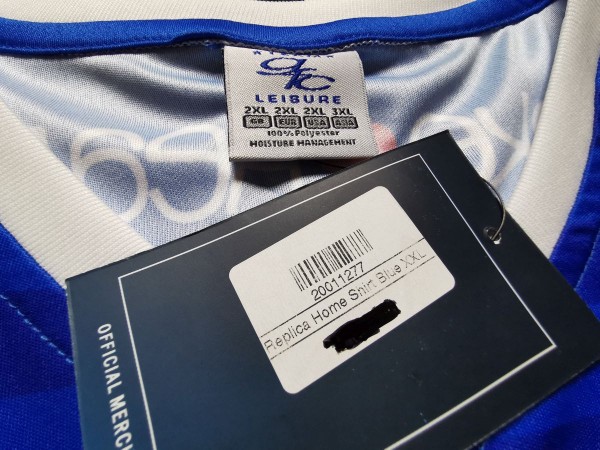 LEISURE
2XL 2XL 2XL 3XL
GB EUR USA ASIA
100% Polyester
MOISTURE MANAGEMENT
20011277
Replica Home Shirt Blue XXL
OFFICIAL MERCH